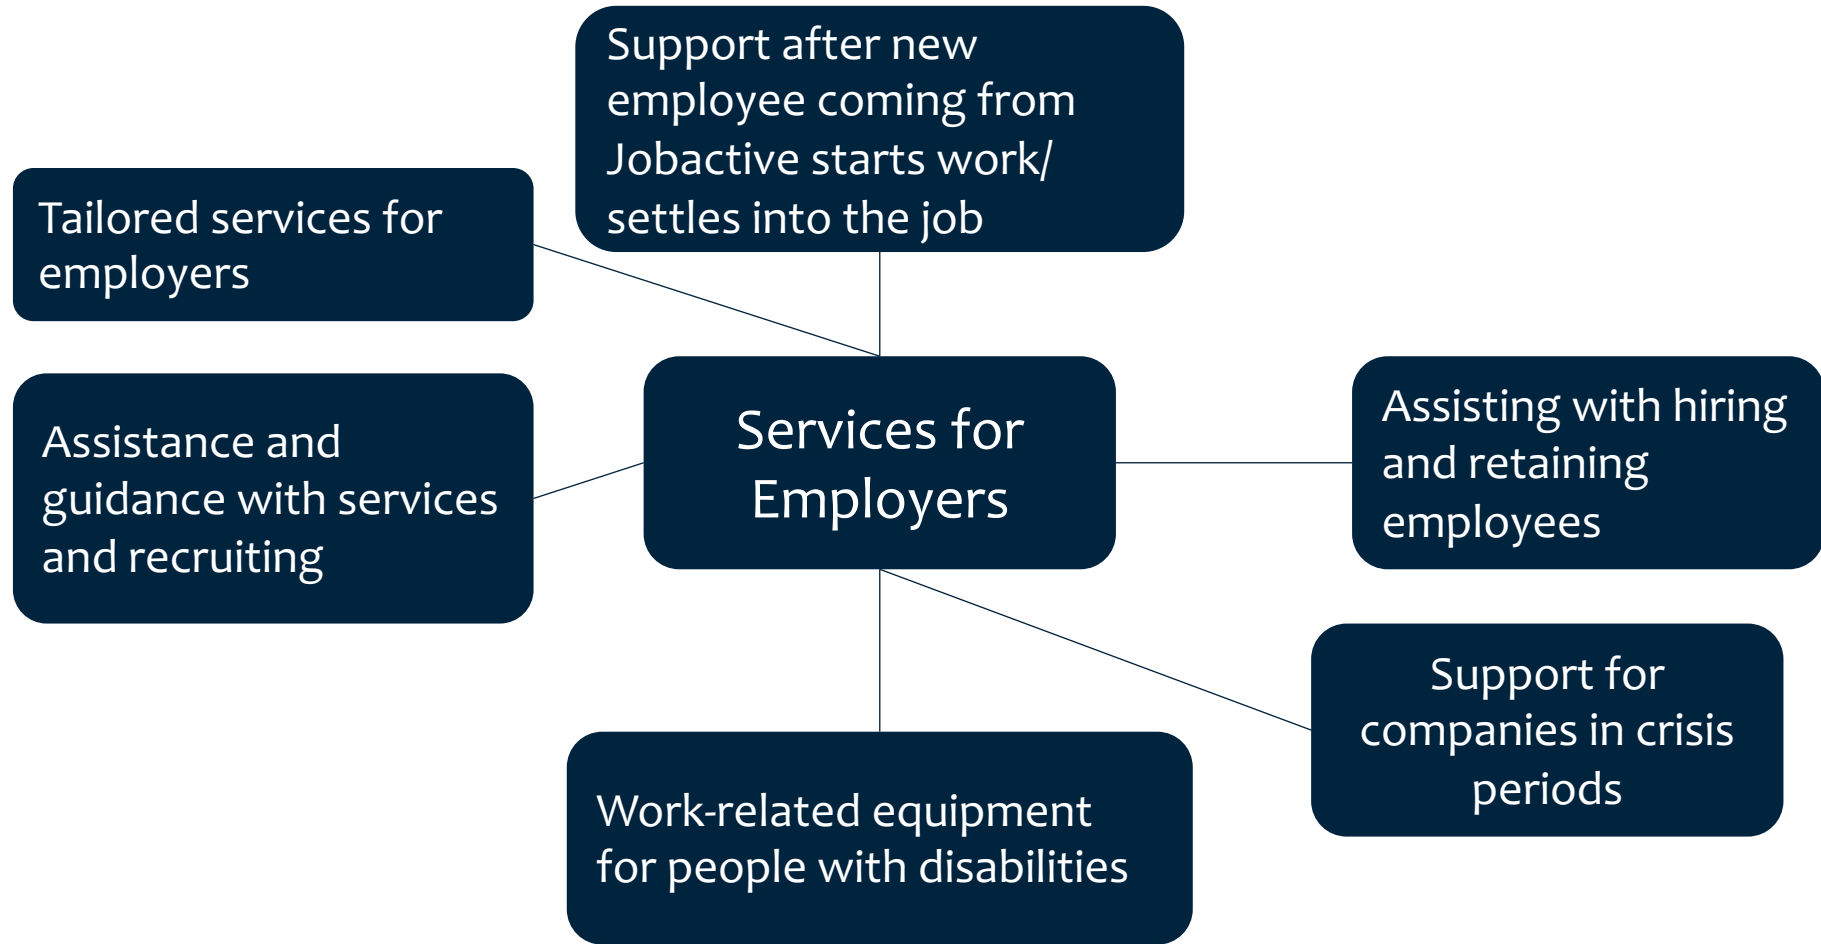 Support after new
employee coming from
Jobactive starts work/
settles into the job
Tailored services for
employers
Assistance and
guidance with services
and recruiting
Services for
Employers
Assisting with hiring
and retaining
employees
Support for
companies in crisis
periods
Work-related equipment
for people with disabilities